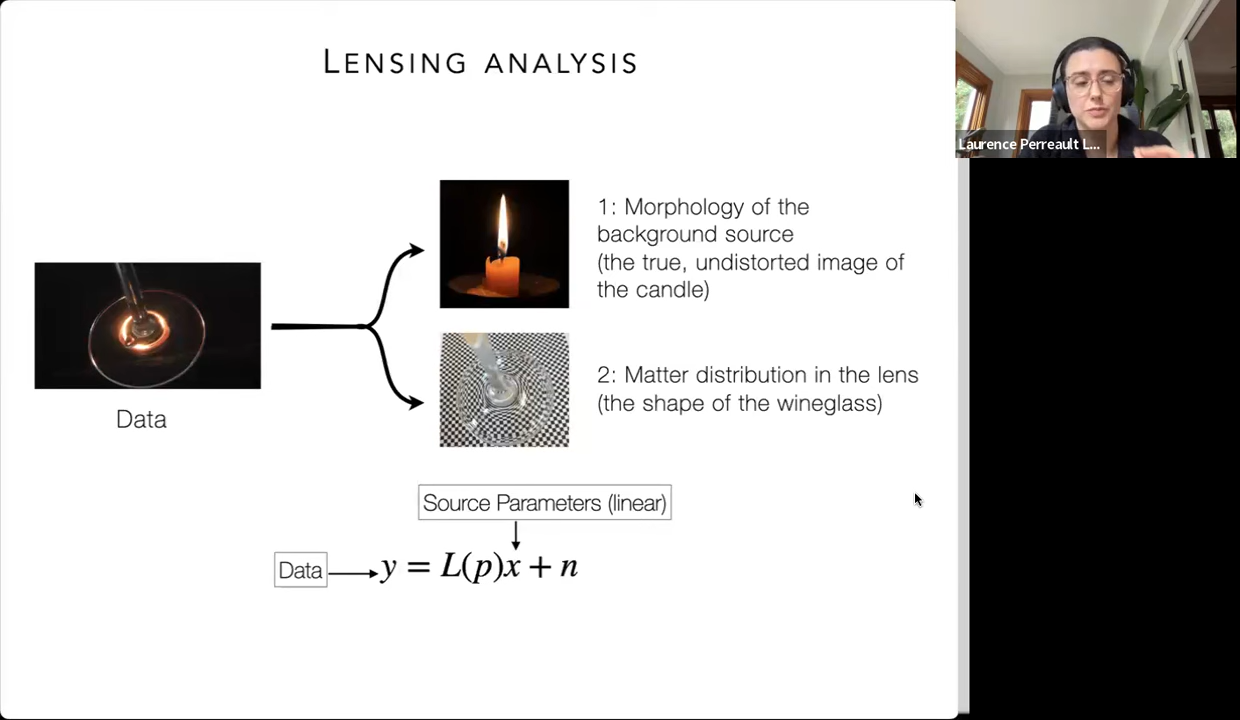 LENSING ANALYSIS
Laurence Perreault L...
1: Morphology of the
background source
(the true, undistorted image of
the candle)
2: Matter distribution in the lens
(the shape of the wineglass)
Data
Source Parameters (linear)
Data
y = L(p)x + n